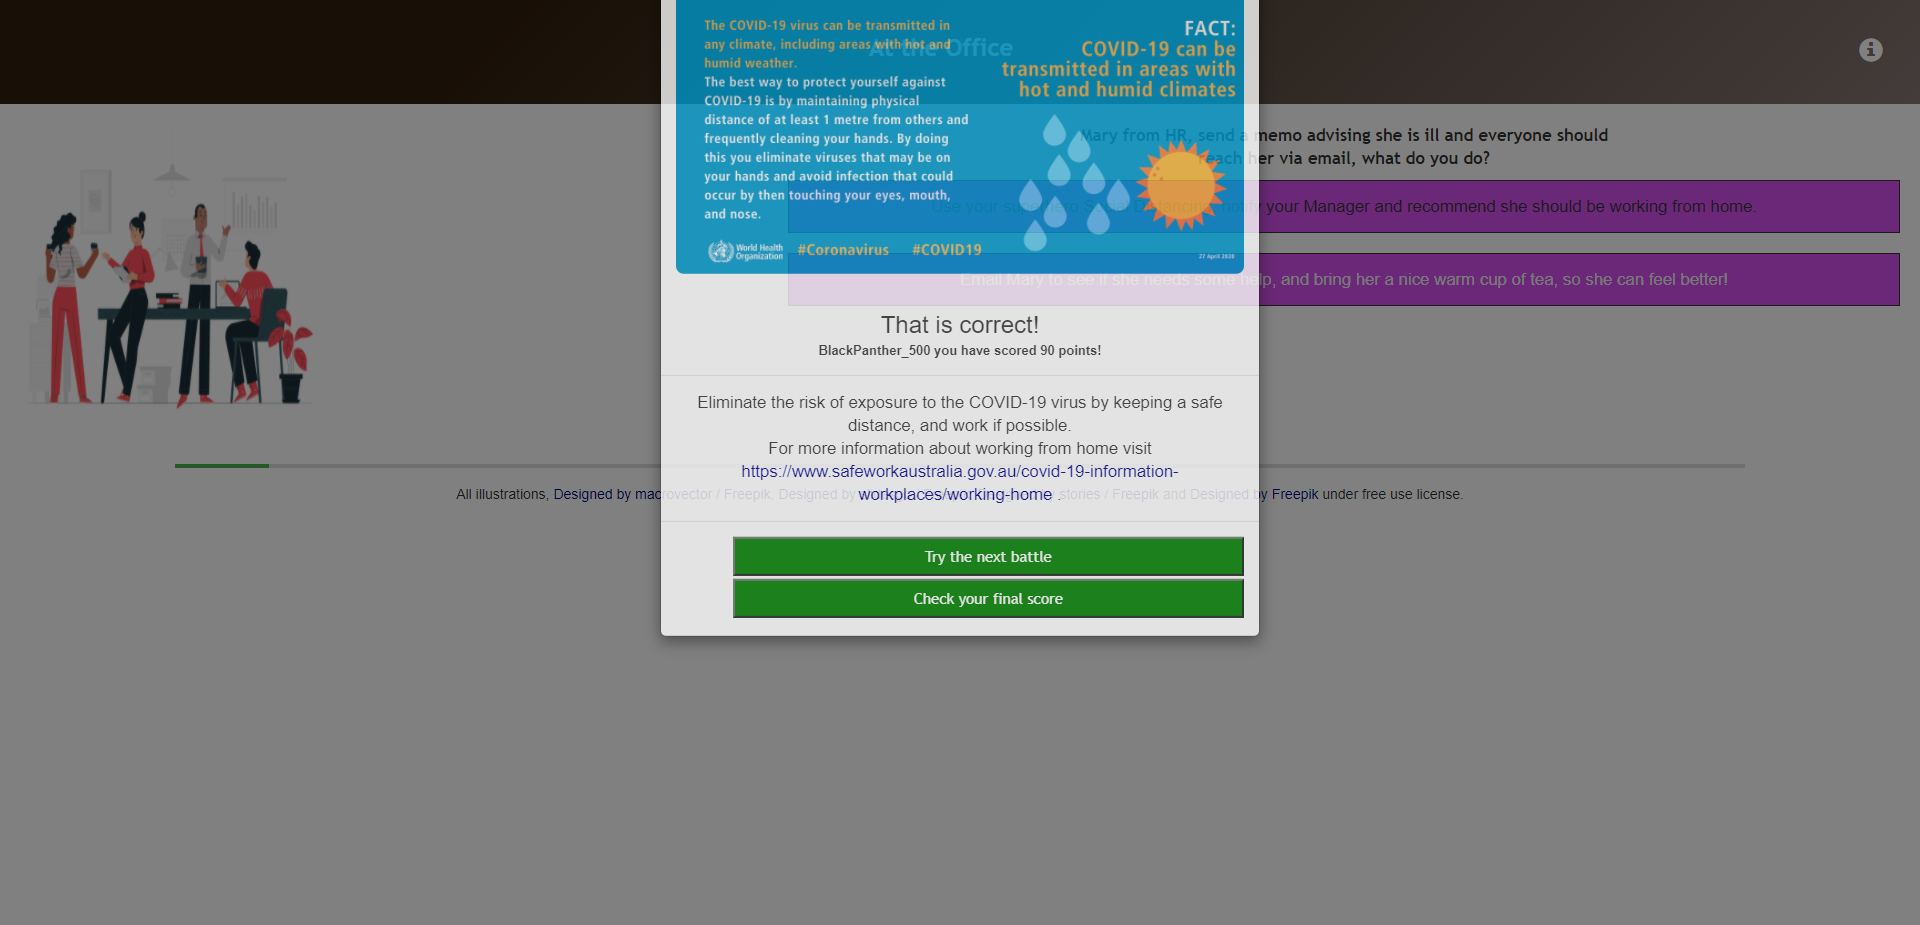 At the Office
The COVID-19 virus can be transmitted in
any climate, including areas with hot and
humid weather.
The best way to protect yourself against
COVID-19 is by maintaining physical
distance of at least 1 metre from others and
frequently cleaning your hands. By doing
this you eliminate viruses that may be on
your hands and avoid infection that could
occur by then touching your eyes, mouth,
and nose.
FACT:
COVID-19 can be
transmitted in areas with
hot and humid climates
World Health
Organization
#Coronavirus #COVID19
27 April 2020
Mary from HR, send a memo advising she is ill and everyone should
reach her via email, what do you do?
Use your superhero Social Distancing, notify your Manager and recommend she should be working from home.
Email Mary to see if she needs some help, and bring her a nice warm cup of tea, so she can feel better!
That is correct!
BlackPanther_500 you have scored 90 points!
Eliminate the risk of exposure to the COVID-19 virus by keeping a safe
distance, and work if possible.
For more information about working from home visit
https://www.safeworkaustralia.gov.au/covid-19-information-
workplaces/working-home .
All illustrations, Designed by macrovector / Freepik, Designed by stories / Freepik and Designed by Freepik under free use license.
Try the next battle
Check your final score